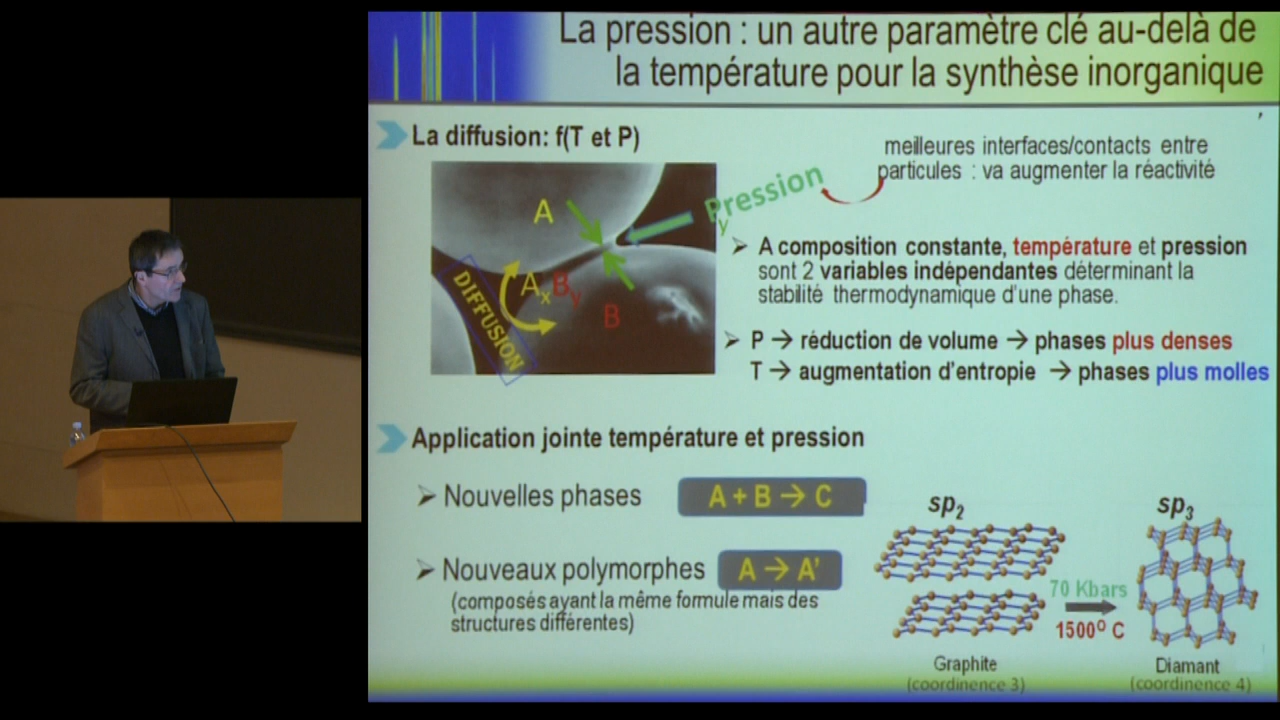 La pression : un autre paramètre clé au-delà de
la température pour la synthèse inorganique
La diffusion: f(T et P)
meilleures interfaces/contacts entre
particules : va augmenter la réactivité
Pression
A
y
AxBy
B
DIFFUSION
A composition constante, température et pression
sont 2 variables indépendantes déterminant la
stabilité thermodynamique d'une phase.
P → réduction de volume → phases plus denses
T → augmentation d'entropie → phases plus molles
Application jointe température et pression
Nouvelles phases A + B → C
Nouveaux polymorphes A → A'
(composés ayant la même formule mais des
structures différentes)
sp2
sp3
70 Kbars
1500º C
Graphite
(coordinence 3)
Diamant
(coordinence 4)